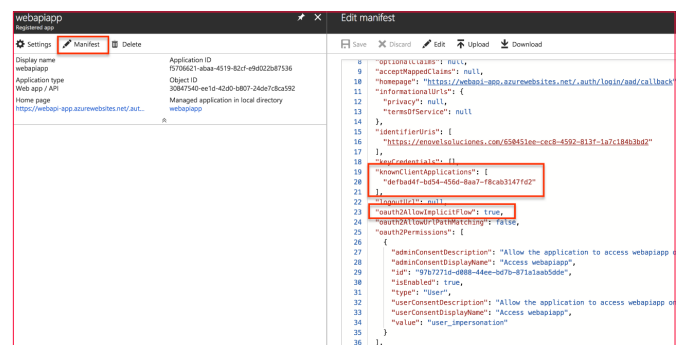 webapiapp
Registered app
Settings Manifest Delete
Display name
webapiapp
Application ID
f5706621-abaa-4519-82cf-e9d022b87536
Application type
Web app / API
Object ID
30847540-ee1d-42d0-b807-24de7c8ca592
Home page
https://webapi-app.azurewebsites.net/.aut...
Managed application in local directory
webapiapp
Edit manifest
Save Discard Edit Upload Download
8 "optionalClaims": null,
9 "acceptMappedClaims": null,
10 "homepage": "https://webapi-app.azurewebsites.net/.auth/login/aad/callback"
11 "informationalUrls": {
12 "privacy": null,
13 "termsOfService": null
14 },
15 "identifierUris": [
16 "https://enovelsoluciones.com/650451ee-cec8-4592-813f-1a7c184b3bd2"
17 ],
18 "keyCredentials": [],
19 "knownClientApplications": [
20 "defbad4f-bd54-456d-8aa7-f8cab3147fd2"
21 ],
22 "logoutUrl": null,
23 "oauth2AllowImplicitFlow": true,
24 "oauth2AllowUrlPathMatching": false,
25 "oauth2Permissions": [
26 {
27 "adminConsentDescription": "Allow the application to access webapiapp o
28 "adminConsentDisplayName": "Access webapiapp",
29 "id": "97b7271d-d088-44ee-bd7b-871a1aab5dde",
30 "isEnabled": true,
31 "type": "User",
32 "userConsentDescription": "Allow the application to access webapiapp on
33 "userConsentDisplayName": "Access webapiapp",
34 "value": "user_impersonation"
35 }
36 ],